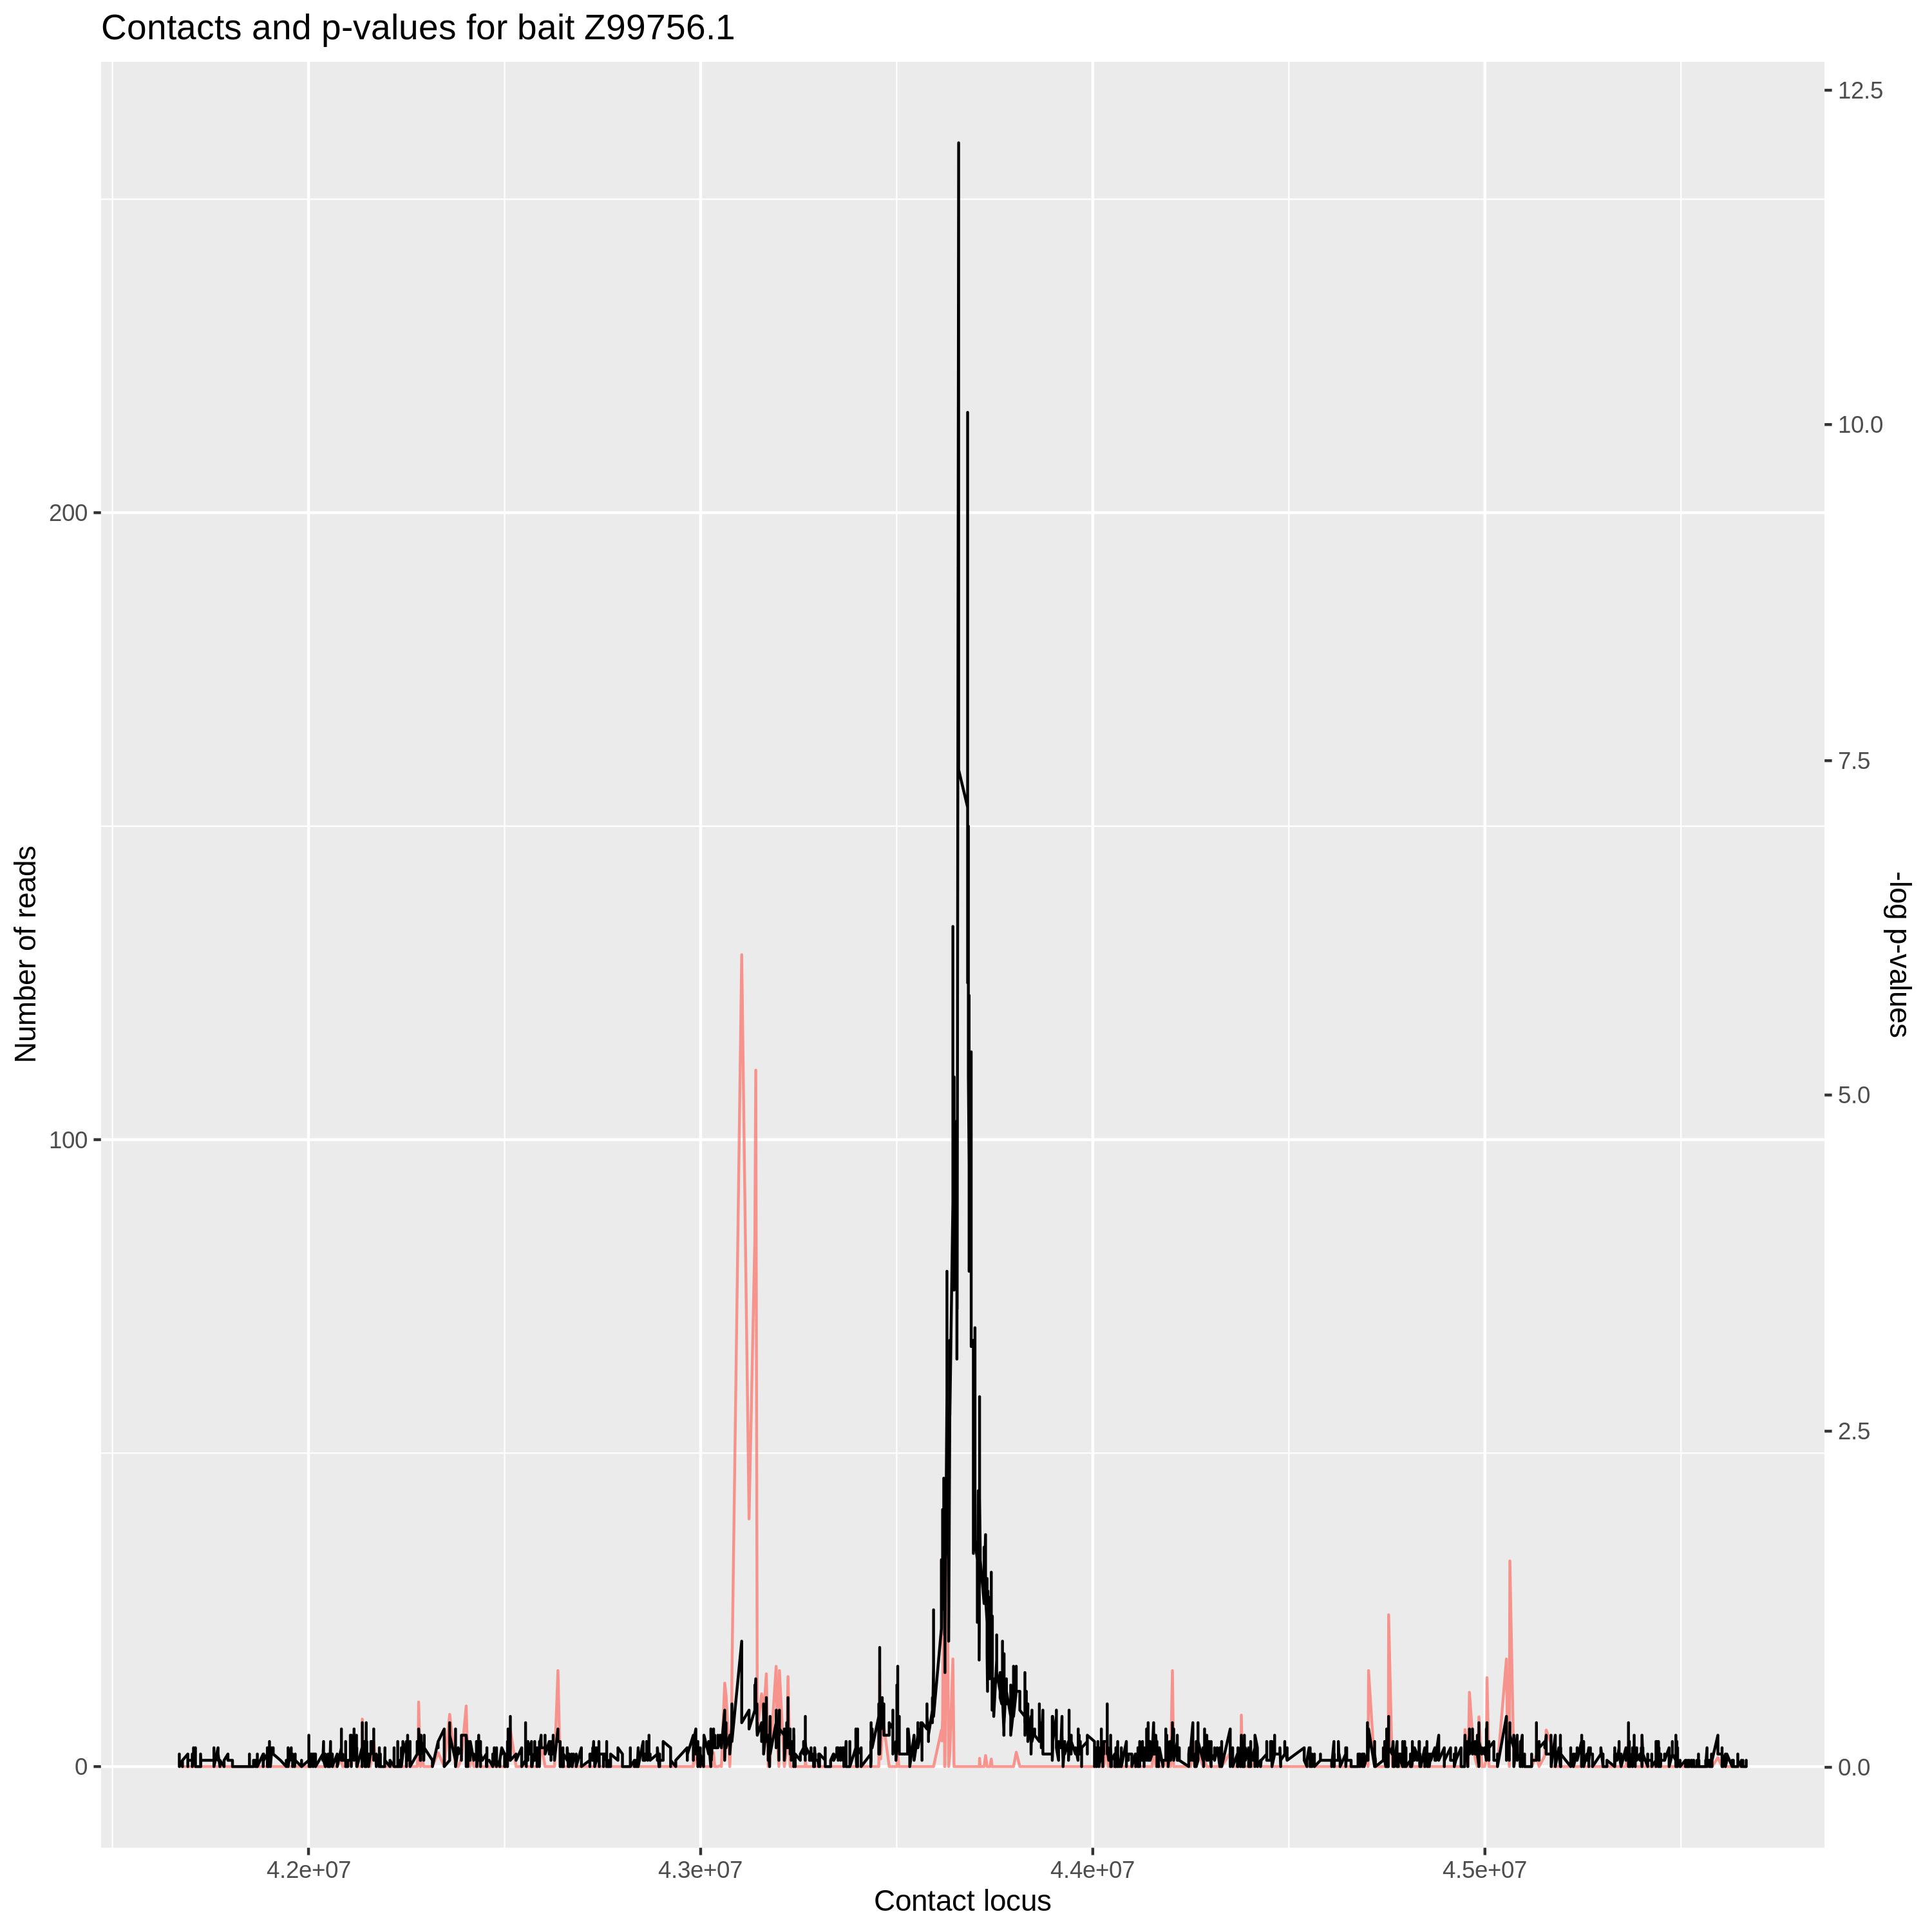 Contacts and p-values for bait Z99756.1
Number of reads
200
100
0
12.5
10.0
7.5
5.0
2.5
0.0
-log p-values
4.2e+07
4.3e+07
4.4e+07
4.5e+07
Contact locus